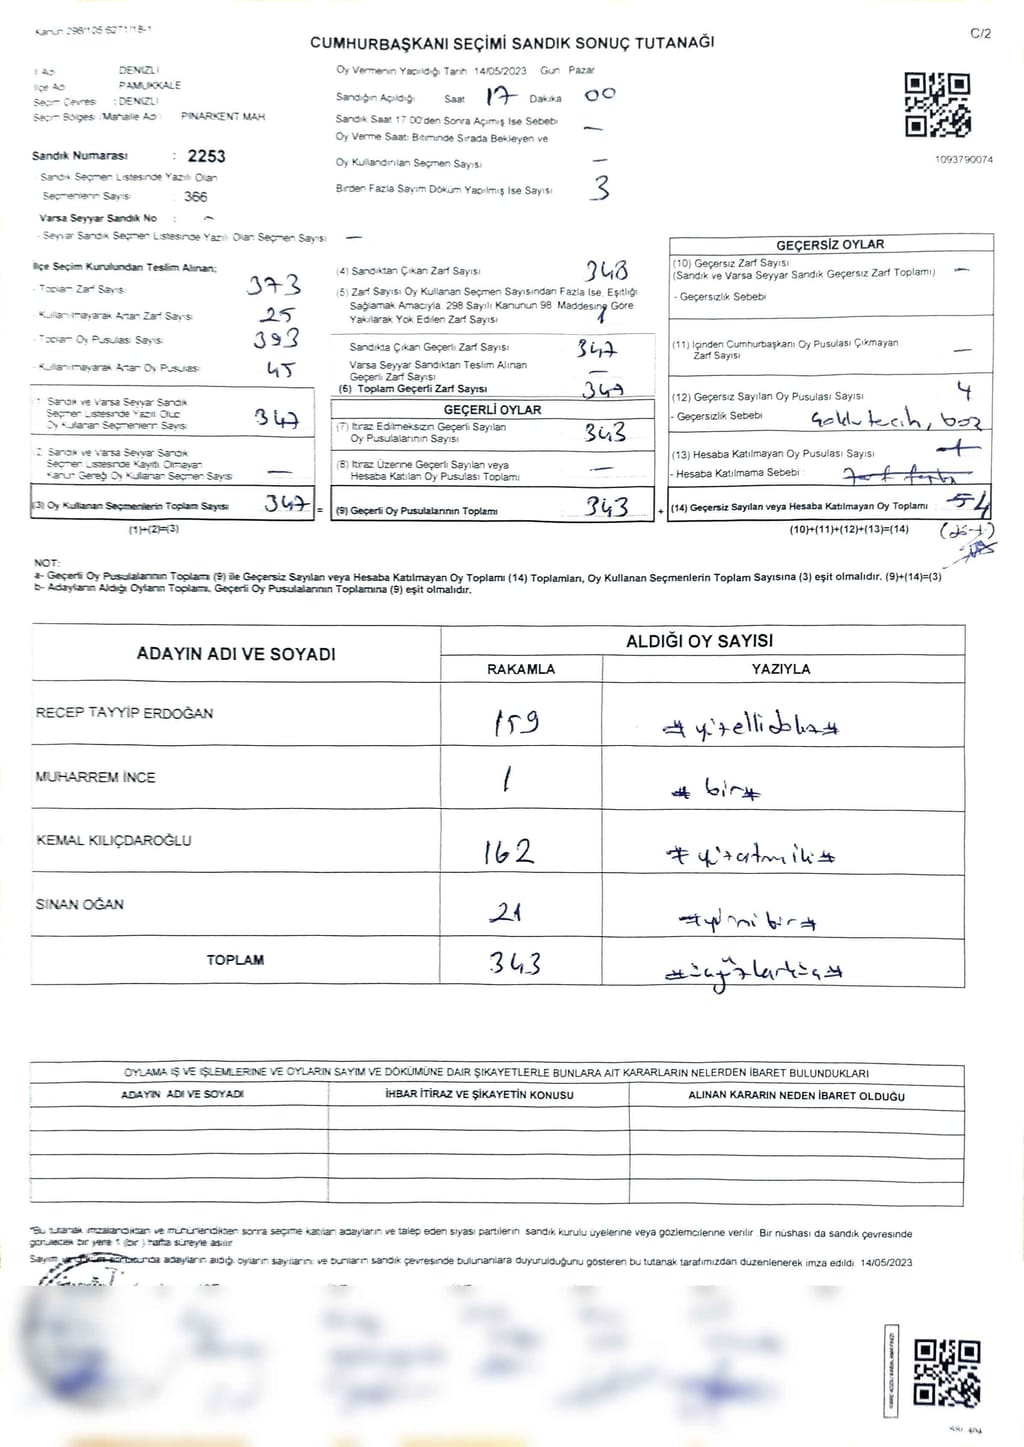 Kanun 298/105 6271/18-1
C/2
CUMHURBAŞKANI SEÇİMİ SANDIK SONUÇ TUTANAĞI
İl Adı DENİZLİ
İlçe Adı PAMUKKALE
Seçim Çevresi : DENİZLİ
Seçim Bölgesi /Mahalle Adı : PINARKENT MAH
Sandık Numarası : 2253
- Sandık Seçmen Listesinde Yazılı Olan
Seçmenlerin Sayısı : 366
Varsa Seyyar Sandık No : -
- Seyyar Sandık Seçmen Listesinde Yazılı Olan Seçmen Sayısı —
Oy Vermenin Yapıldığı Tarih 14/05/2023 Gün Pazar
Sandığın Açıldığı Saat 17 Dakika 00
Sandık Saat 17 00'den Sonra Açılmış İse Sebebi —
Oy Verme Saati Bitiminde Sırada Bekleyen ve
Oy Kullandırılan Seçmen Sayısı —
Birden Fazla Sayım Döküm Yapılmış İse Sayısı 3
1093790074
İlçe Seçim Kurulundan Teslim Alınan;
- Toplam Zarf Sayısı 373
- Kullanılmayarak Artan Zarf Sayısı 25
- Toplam Oy Pusulası Sayısı 393
- Kullanılmayarak Artan Oy Pusulası 45
1 Sandık ve Varsa Seyyar Sandık
Seçmen Listesinde Yazılı Olup
Oy Kullanan Seçmenlerin Sayısı 347
2 Sandık ve Varsa Seyyar Sandık
Seçmen Listesinde Kayıtlı Olmayan
Kanun Gereği Oy Kullanan Seçmen Sayısı —
(3) Oy Kullanan Seçmenlerin Toplam Sayısı 347 =
(1)+(2)=(3)
(4) Sandıktan Çıkan Zarf Sayısı 348
(5) Zarf Sayısı Oy Kullanan Seçmen Sayısından Fazla İse, Eşitliği
Sağlamak Amacıyla 298 Sayılı Kanunun 98 Maddesine Göre
Yakılarak Yok Edilen Zarf Sayısı 1
Sandıkta Çıkan Geçerli Zarf Sayısı 347
Varsa Seyyar Sandıktan Teslim Alınan
Geçerli Zarf Sayısı —
(6) Toplam Geçerli Zarf Sayısı 347
GEÇERLİ OYLAR
(7) İtiraz Edilmeksizin Geçerli Sayılan
Oy Pusulalarının Sayısı 343
(8) İtiraz Üzerine Geçerli Sayılan veya
Hesaba Katılan Oy Pusulası Toplamı —
(9) Geçerli Oy Pusulalarının Toplamı 343 +
GEÇERSİZ OYLAR
(10) Geçersiz Zarf Sayısı
(Sandık ve Varsa Seyyar Sandık Geçersiz Zarf Toplamı) —
- Geçersizlik Sebebi
(11) İçinden Cumhurbaşkanı Oy Pusulası Çıkmayan
Zarf Sayısı —
(12) Geçersiz Sayılan Oy Pusulası Sayısı 4
- Geçersizlik Sebebi
(13) Hesaba Katılmayan Oy Pusulası Sayısı
- Hesaba Katılmama Sebebi :
(14) Geçersiz Sayılan veya Hesaba Katılmayan Oy Toplamı 4
(10)+(11)+(12)+(13)=(14)
NOT:
a- Geçerli Oy Pusulalarının Toplamı (9) ile Geçersiz Sayılan veya Hesaba Katılmayan Oy Toplamı (14) Toplamları, Oy Kullanan Seçmenlerin Toplam Sayısına (3) eşit olmalıdır. (9)+(14)=(3)
b- Adayların Aldığı Oyların Toplamı, Geçerli Oy Pusulalarının Toplamına (9) eşit olmalıdır.
ADAYIN ADI VE SOYADI
ALDIĞI OY SAYISI
RAKAMLA YAZIYLA
RECEP TAYYİP ERDOĞAN 159 # yüzellidokuz #
MUHARREM İNCE 1 # bir #
KEMAL KILIÇDAROĞLU 162 # yüzatmiki #
SİNAN OĞAN 21 # yirmi bir #
TOPLAM 343
OYLAMA İŞ VE İŞLEMLERİNE VE OYLARIN SAYIM VE DÖKÜMÜNE DAİR ŞİKAYETLERLE BUNLARA AİT KARARLARIN NELERDEN İBARET BULUNDUKLARI
ADAYIN ADI VE SOYADI İHBAR İTİRAZ VE ŞİKAYETİN KONUSU ALINAN KARARIN NEDEN İBARET OLDUĞU
"Bu tutanak imzalandıktan ve mühürlendikten sonra seçime katılan adayların ve talep eden siyasi partilerin sandık kurulu üyelerine veya gözlemcilerine verilir. Bir nüshası da sandık çevresinde
görülecek bir yere 1 (bir) hafta süreyle asılır
Sayım ve döküm sonucunda adayların aldığı oyların sayılarını ve bunların sandık çevresinde bulunanlara duyurulduğunu gösteren bu tutanak tarafımızdan düzenlenerek imza edildi 14/05/2023